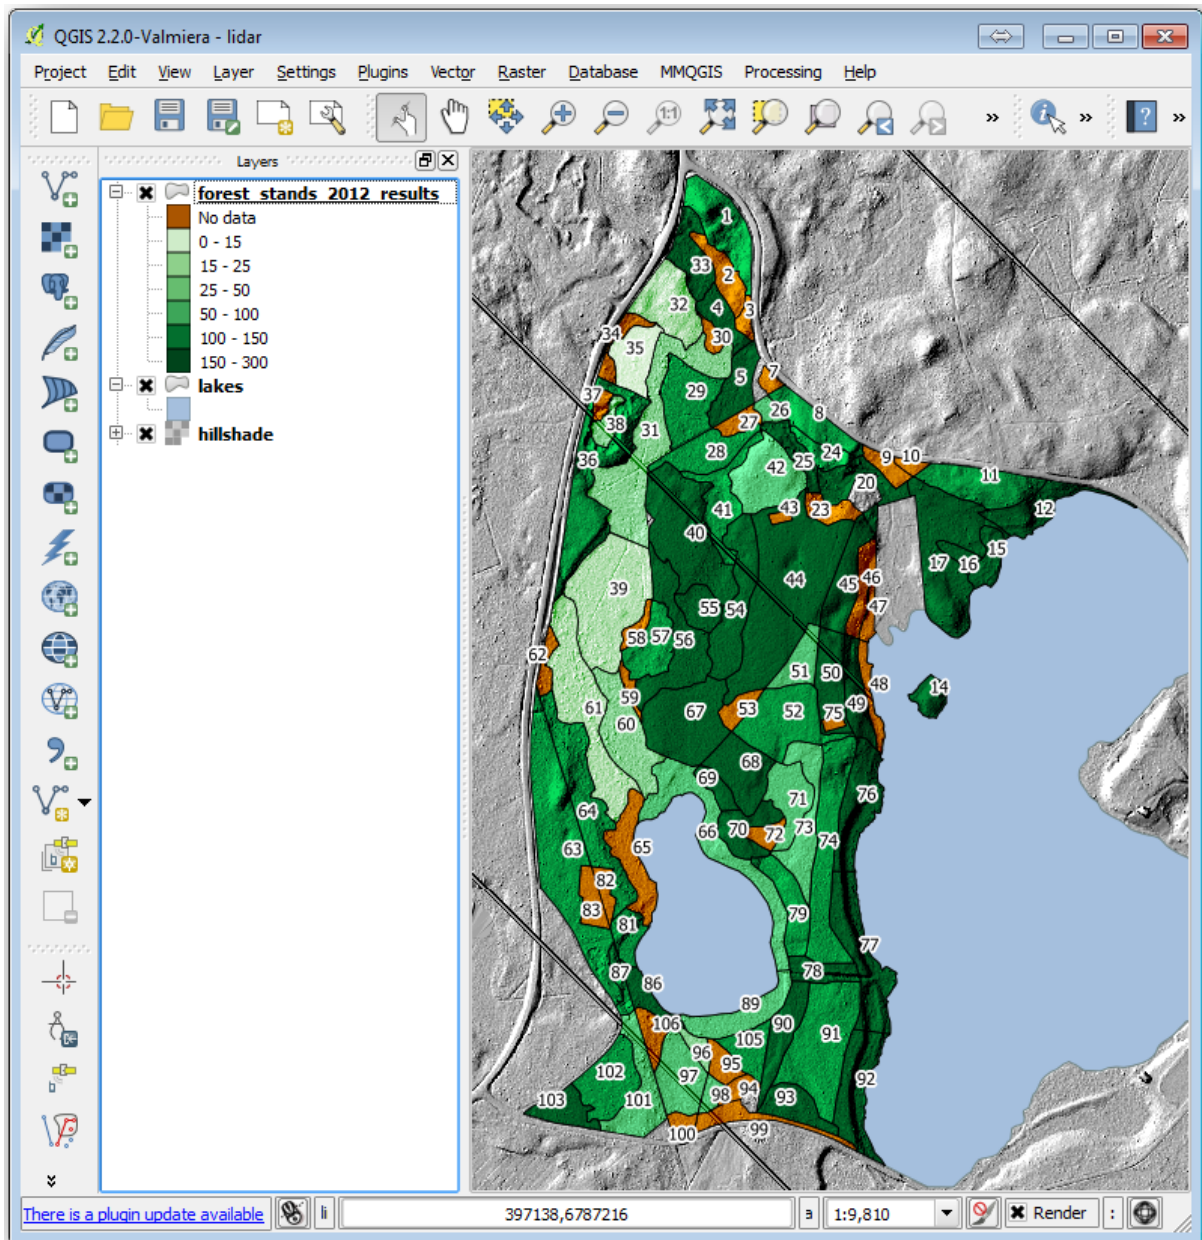 QGIS 2.2.0-Valmiera - lidar
Project Edit View Layer Settings Plugins Vector Raster Database MMQGIS Processing Help
1:1 » » ? »
Layers
forest_stands_2012_results
No data
0 - 15
15 - 25
25 - 50
50 - 100
100 - 150
150 - 300
lakes
hillshade
1
33 2
32 4 3
34 35 30
5 7
29
37 26 8
38 27
31
28 24
36 42 25 9 10
20 11
41 43 23 12
40
15
17 16
44 45 46
39
55 54 47
58 57 56
62
51 50 48
14
59 49
61 60 67 53 52 75
68
69
71 76
64
66 70 72 73 74
63 65
82
83 79
81
77
87 86 78
89
106 90 91
105
96
102 97 95 92
98 94 93
103 101
100 99
There is a plugin update available
li 397138,6787216 a 1:9,810 Render :